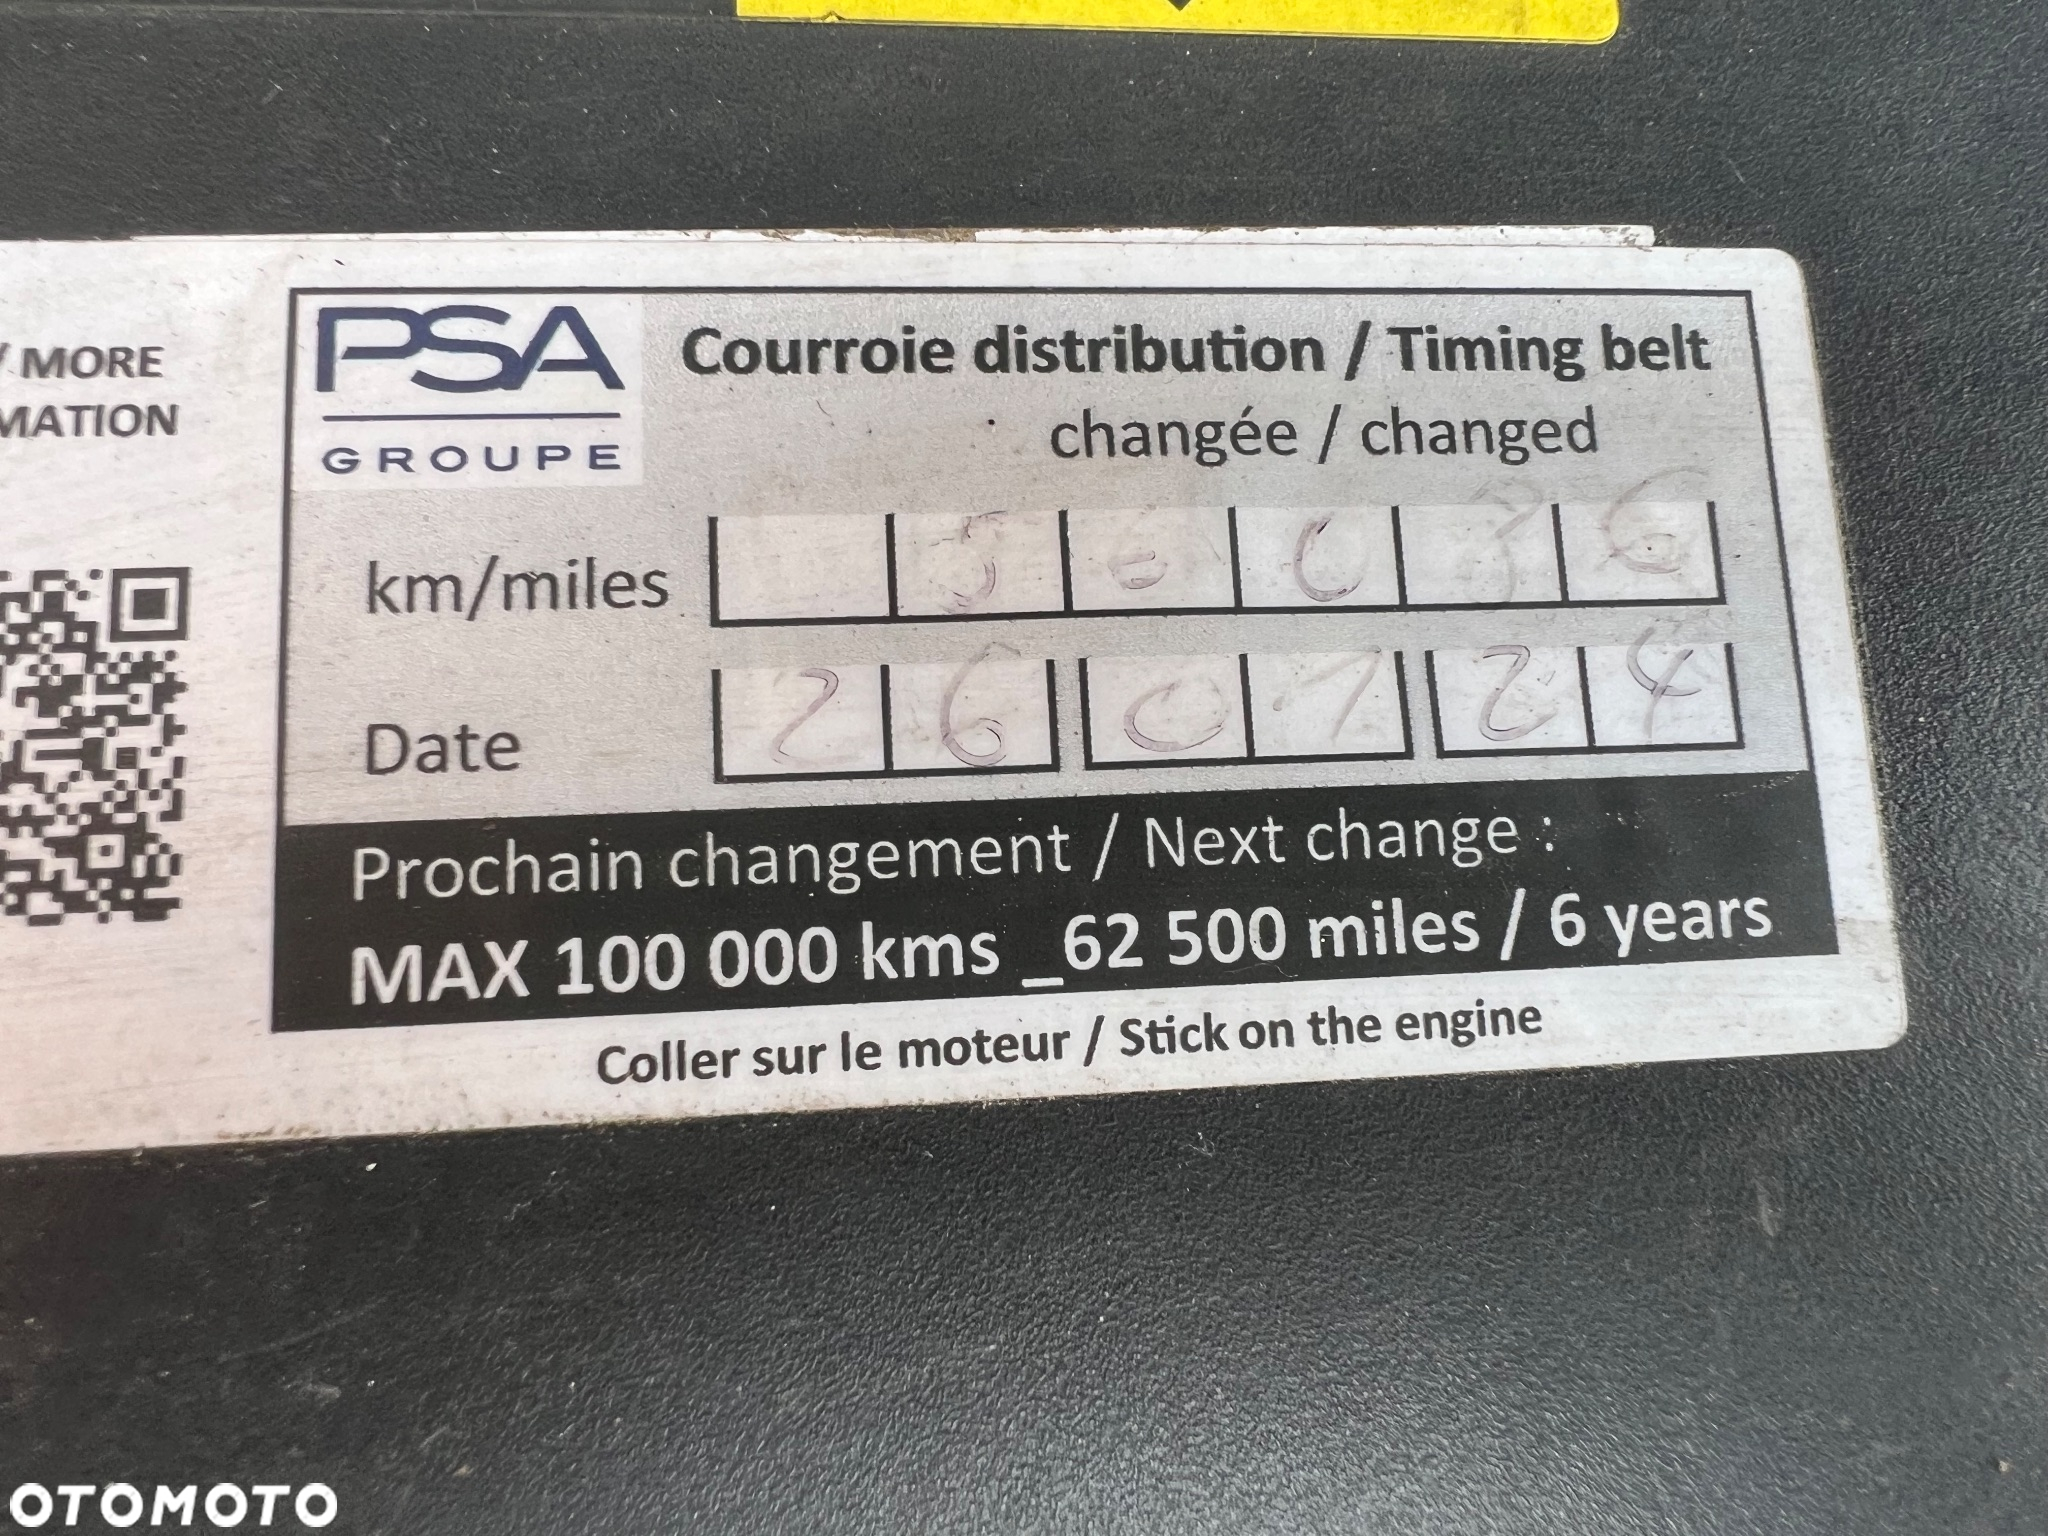 / MORE
MATION
PSA
GROUPE
Courroie distribution / Timing belt
changée / changed
km/miles
Date 26 01 24
Prochain changement / Next change :
MAX 100 000 kms _62 500 miles / 6 years
Coller sur le moteur / Stick on the engine
OTOMOTO